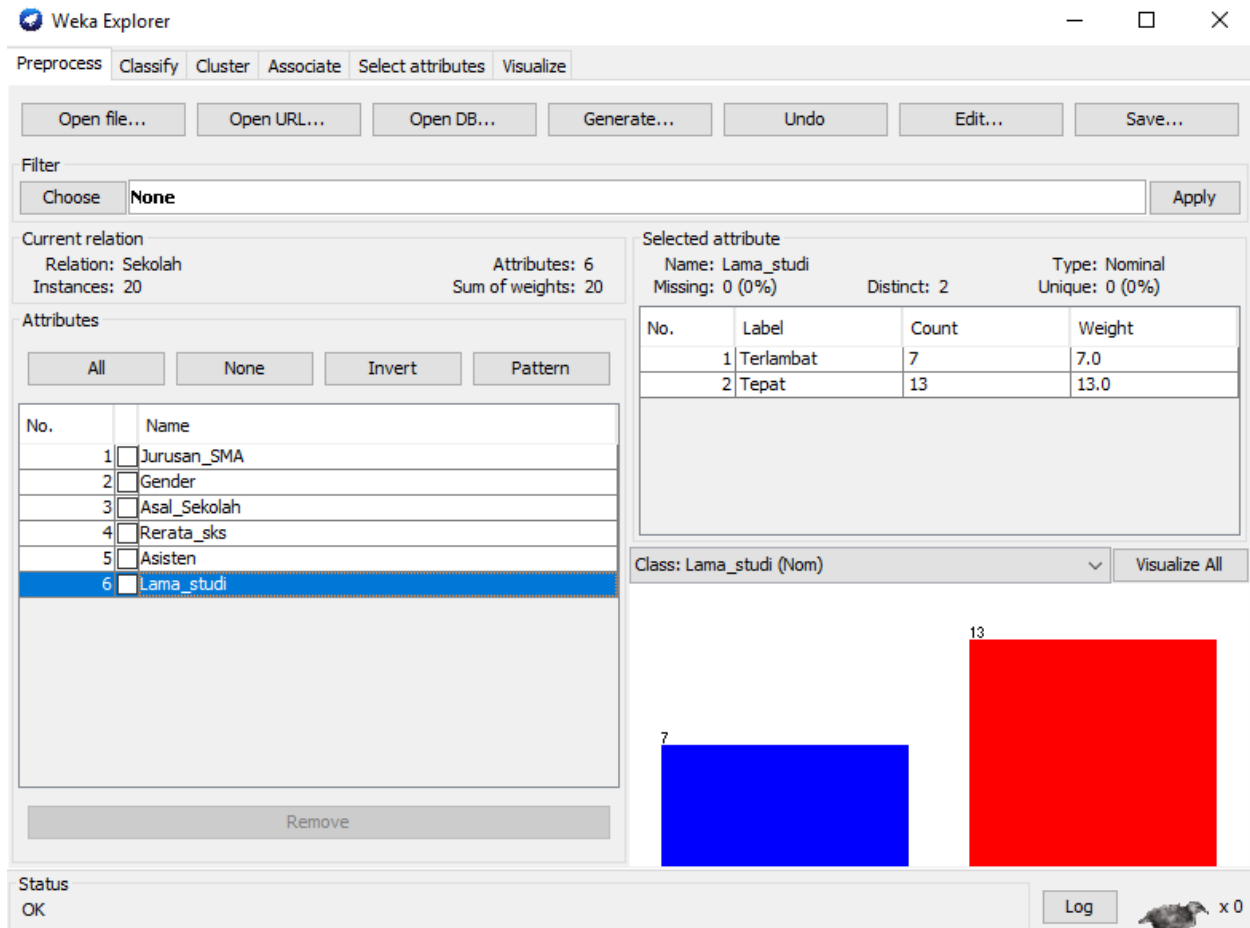 Weka Explorer
Preprocess Classify Cluster Associate Select attributes Visualize
Open file... Open URL... Open DB... Generate... Undo Edit... Save...
Filter
Choose None Apply
Current relation
Relation: Sekolah Attributes: 6
Instances: 20 Sum of weights: 20
Attributes
All None Invert Pattern
No. Name
1 Jurusan_SMA
2 Gender
3 Asal_Sekolah
4 Rerata_sks
5 Asisten
6 Lama_studi
Remove
Selected attribute
Name: Lama_studi Type: Nominal
Missing: 0 (0%) Distinct: 2 Unique: 0 (0%)
No. Label Count Weight
1 Terlambat 7 7.0
2 Tepat 13 13.0
Class: Lama_studi (Nom) Visualize All
13
7
Status
OK
Log x 0